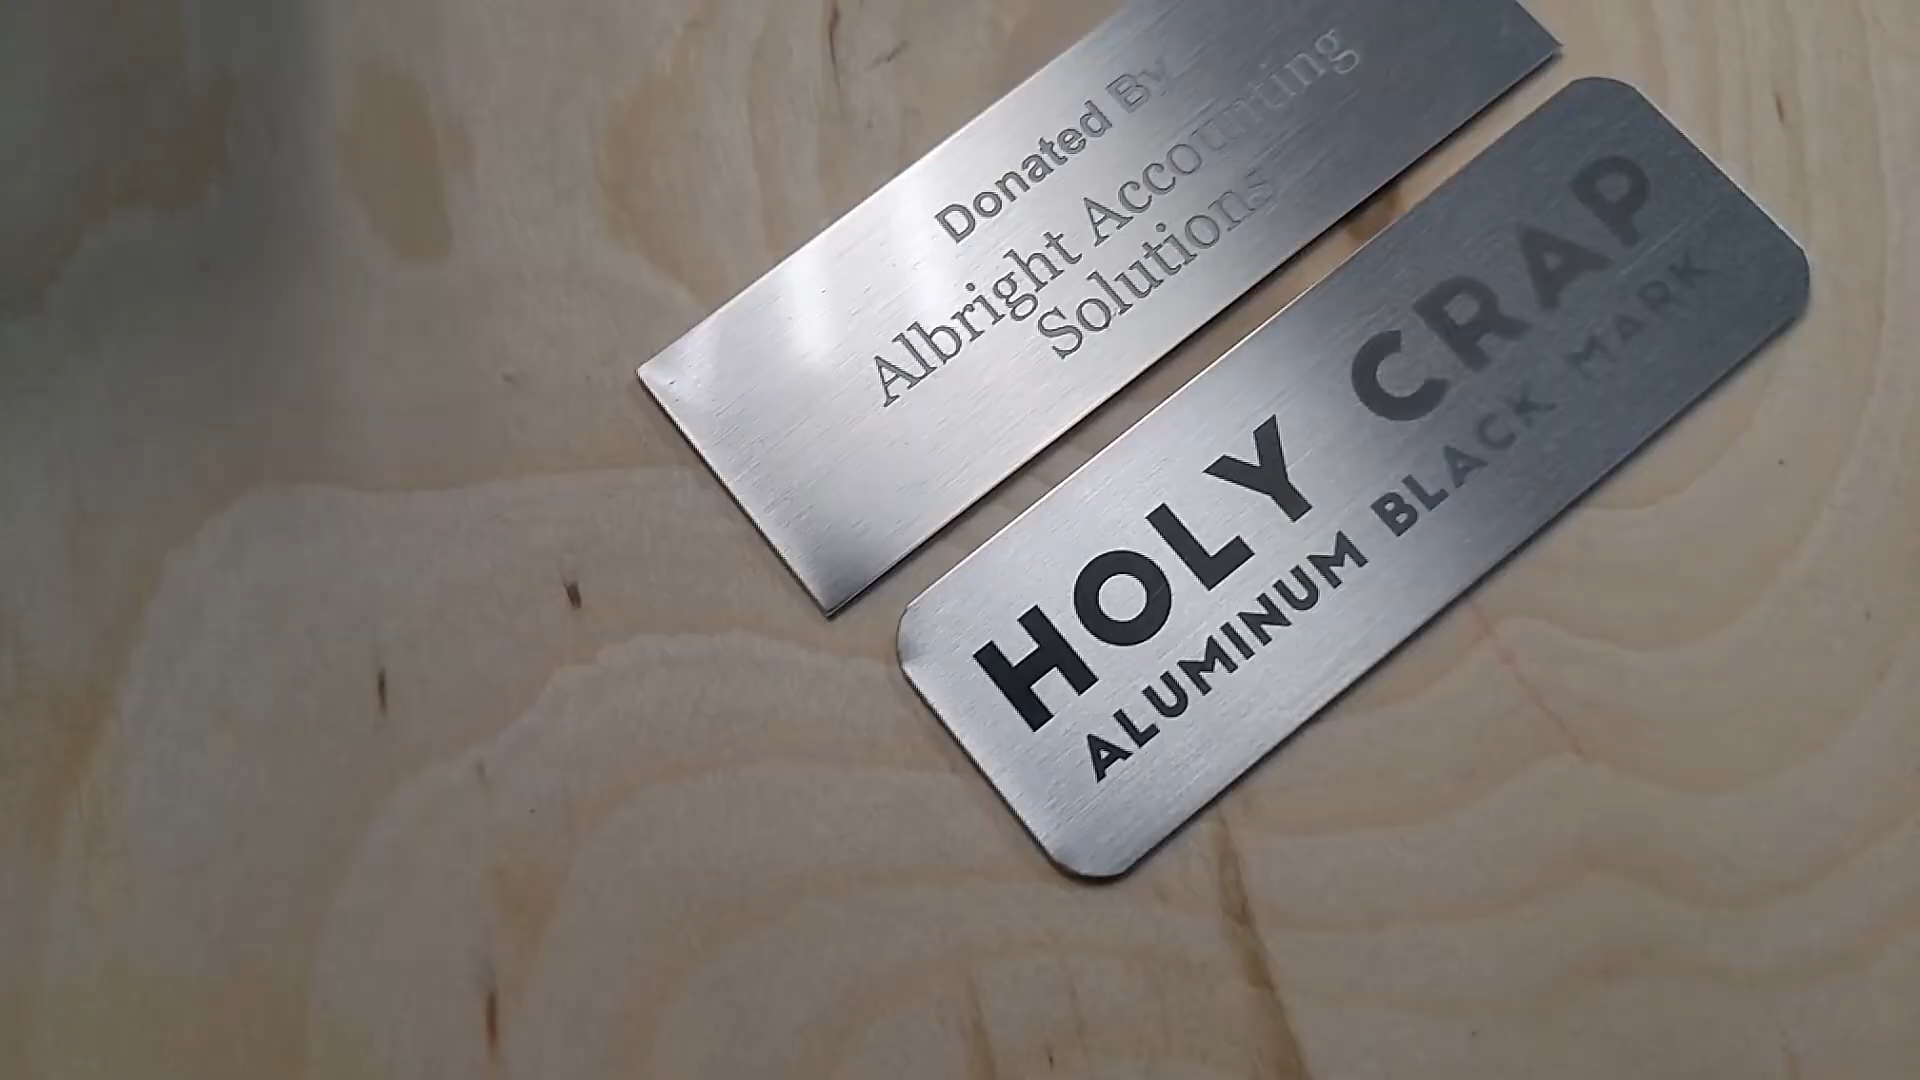 Donated By
Albright Accounting
Solutions
HOLY CRAP
ALUMINUM BLACK MARK